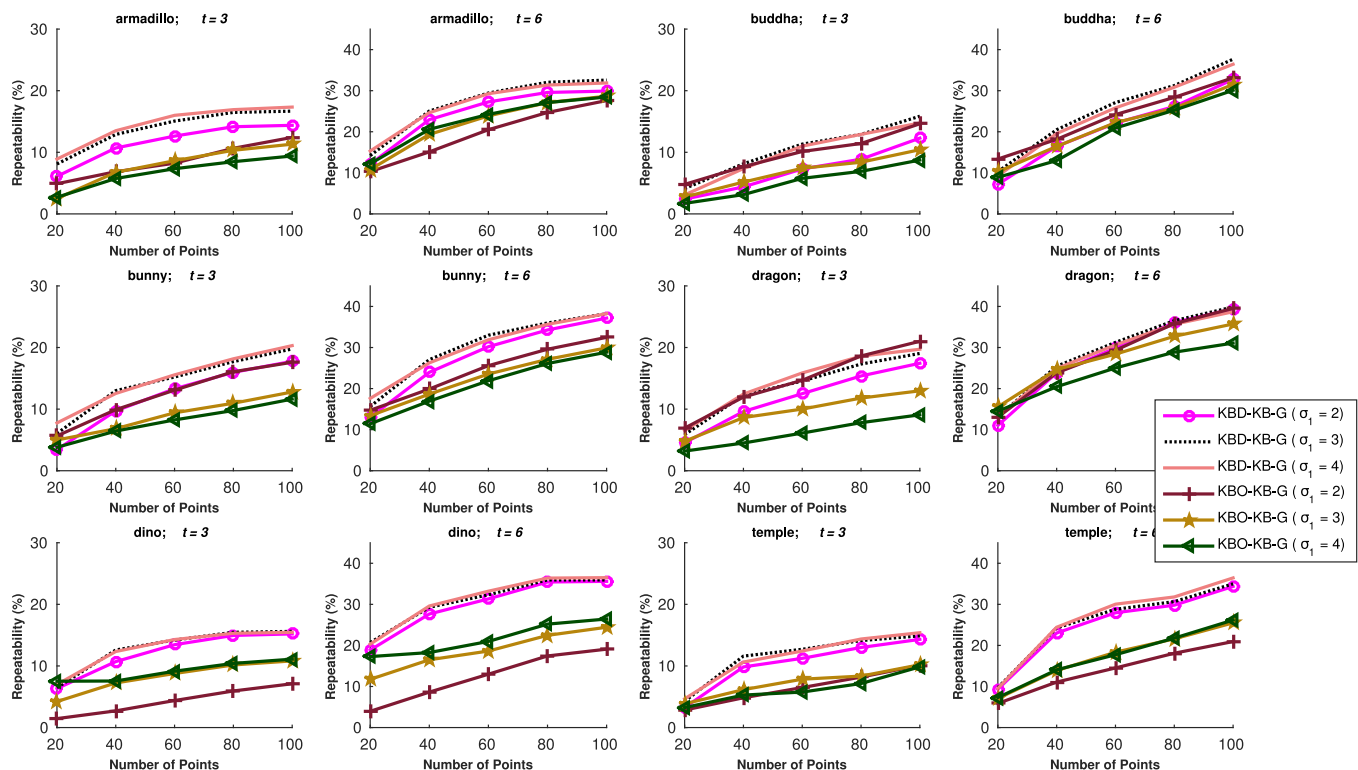 armadillo; t = 3
armadillo; t = 6
buddha; t = 3
buddha; t = 6
Repeatability (%)
30
20
10
0
20 40 60 80 100
Number of Points
Repeatability (%)
40
30
20
10
0
20 40 60 80 100
Number of Points
Repeatability (%)
30
20
10
0
20 40 60 80 100
Number of Points
Repeatability (%)
40
30
20
10
0
20 40 60 80 100
Number of Points
bunny; t = 3
bunny; t = 6
dragon; t = 3
dragon; t = 6
Repeatability (%)
30
20
10
0
20 40 60 80 100
Number of Points
Repeatability (%)
40
30
20
10
0
20 40 60 80 100
Number of Points
Repeatability (%)
30
20
10
0
20 40 60 80 100
Number of Points
Repeatability (%)
40
30
20
10
0
20 40 60 80 100
Number of Points
KBD-KB-G ( σ₁ = 2)
KBD-KB-G ( σ₁ = 3)
KBD-KB-G ( σ₁ = 4)
KBO-KB-G ( σ₁ = 2)
KBO-KB-G ( σ₁ = 3)
KBO-KB-G ( σ₁ = 4)
dino; t = 3
dino; t = 6
temple; t = 3
temple; t = 6
Repeatability (%)
30
20
10
0
20 40 60 80 100
Number of Points
Repeatability (%)
40
30
20
10
0
20 40 60 80 100
Number of Points
Repeatability (%)
30
20
10
0
20 40 60 80 100
Number of Points
Repeatability (%)
40
30
20
10
0
20 40 60 80 100
Number of Points